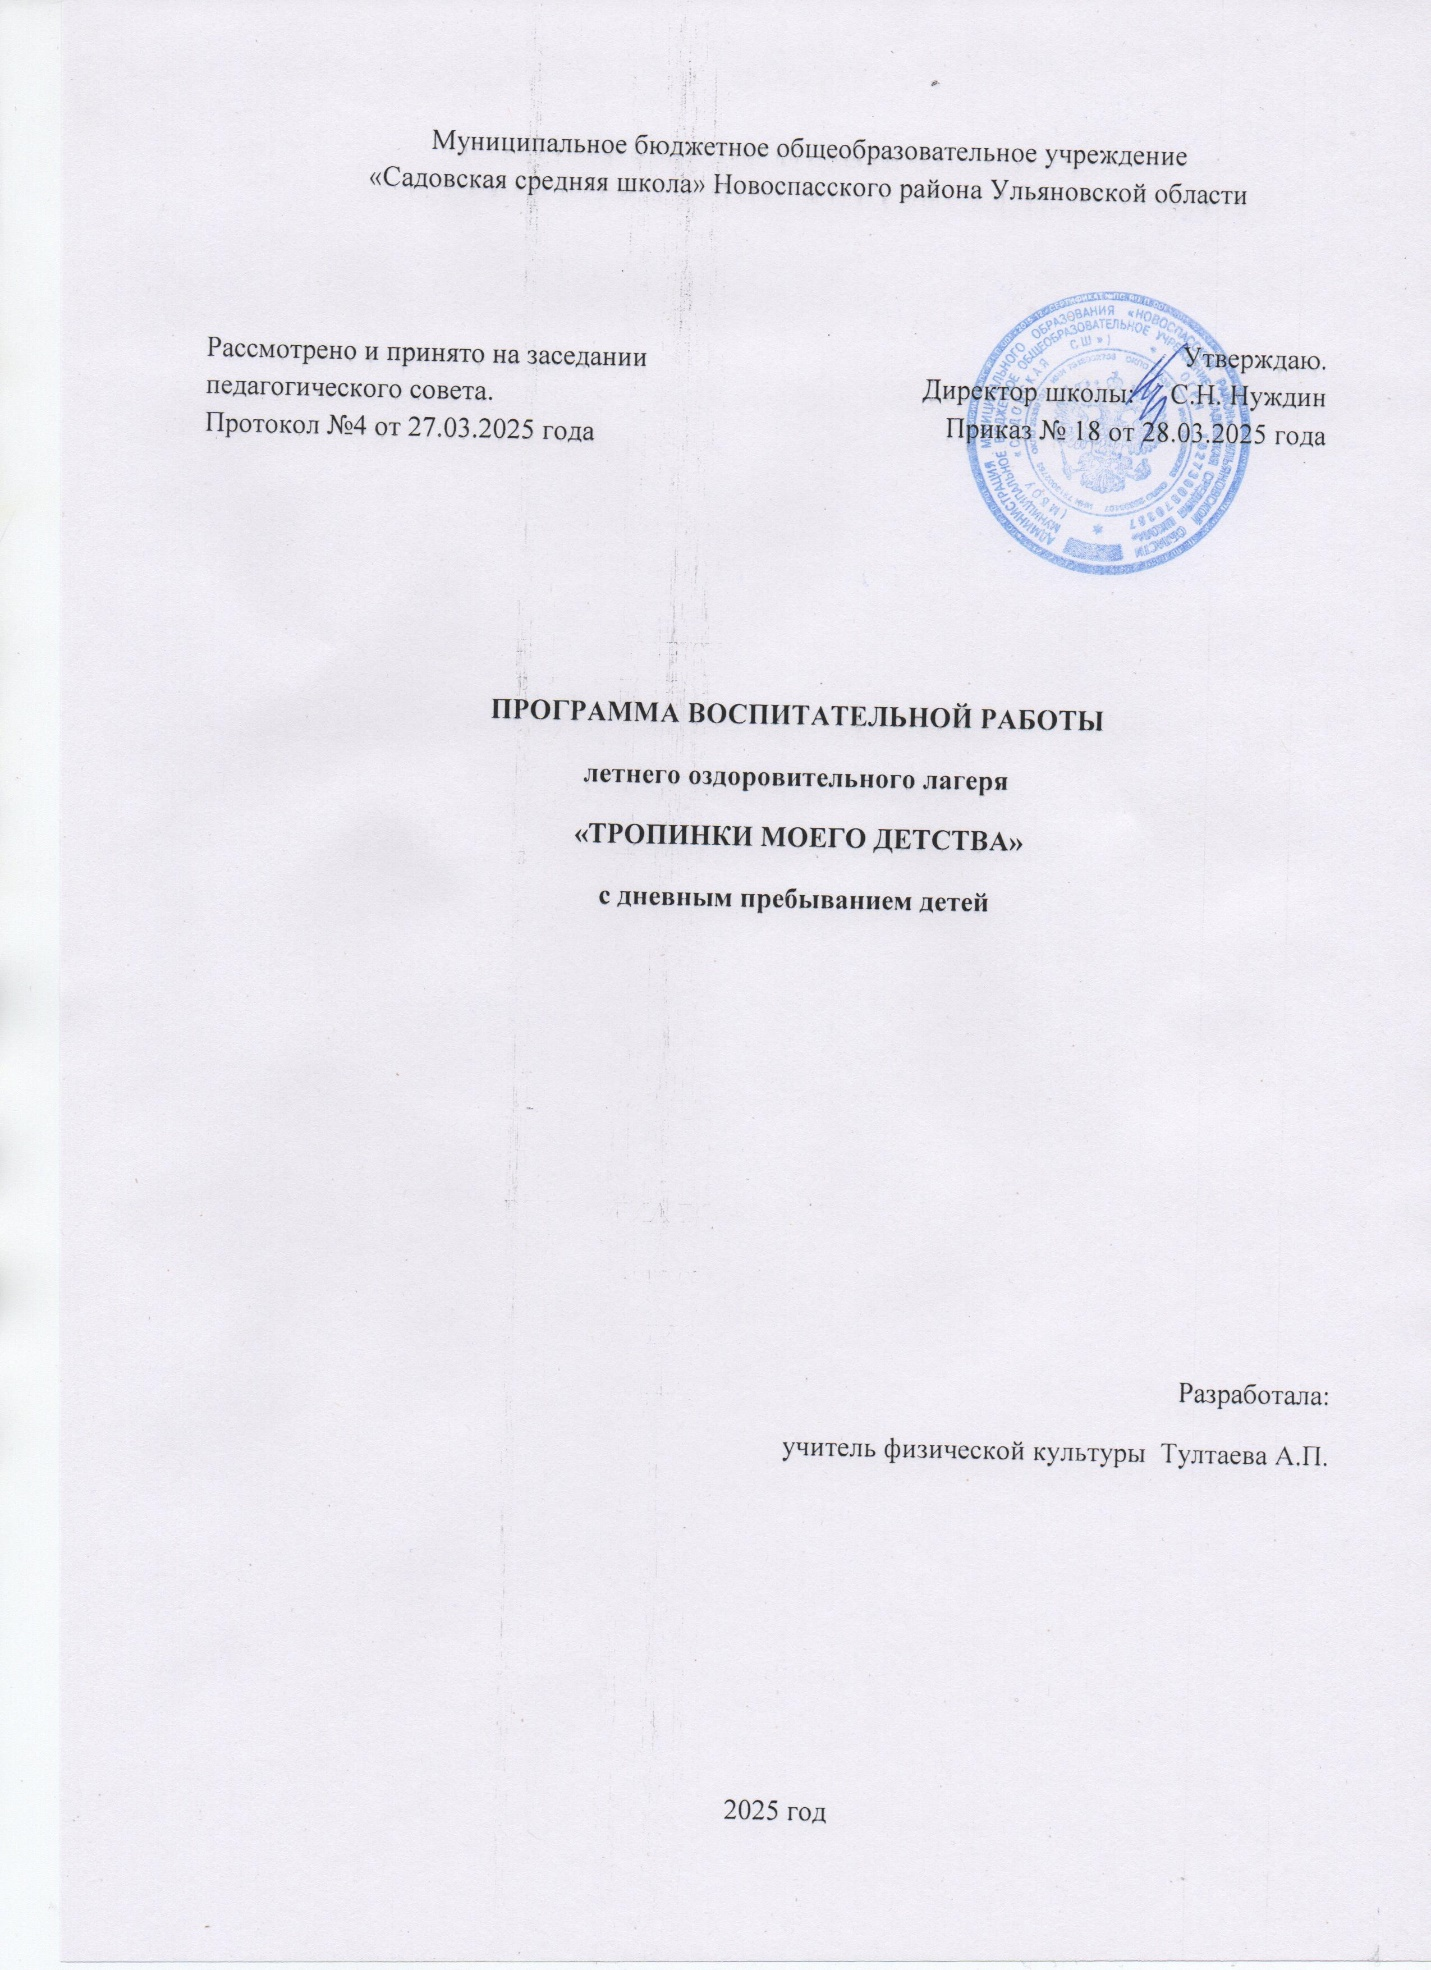 Муниципальное бюджетное общеобразовательное учреждение
«Садовская средняя школа» Новоспасского района Ульяновской области
Рассмотрено и принято на заседании
педагогического совета.
Протокол №4 от 27.03.2025 года
Утверждаю.
Директор школы: С.Н. Нуждин
Приказ № 18 от 28.03.2025 года
ПРОГРАММА ВОСПИТАТЕЛЬНОЙ РАБОТЫ
летнего оздоровительного лагеря
«ТРОПИНКИ МОЕГО ДЕТСТВА»
с дневным пребыванием детей
Разработала:
учитель физической культуры Тултаева А.П.
2025 год